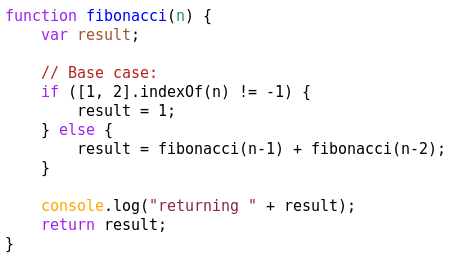 function fibonacci(n) {
    var result;

    // Base case:
    if ([1, 2].indexOf(n) != -1) {
        result = 1;
    } else {
        result = fibonacci(n-1) + fibonacci(n-2);
    }

    console.log("returning " + result);
    return result;
}